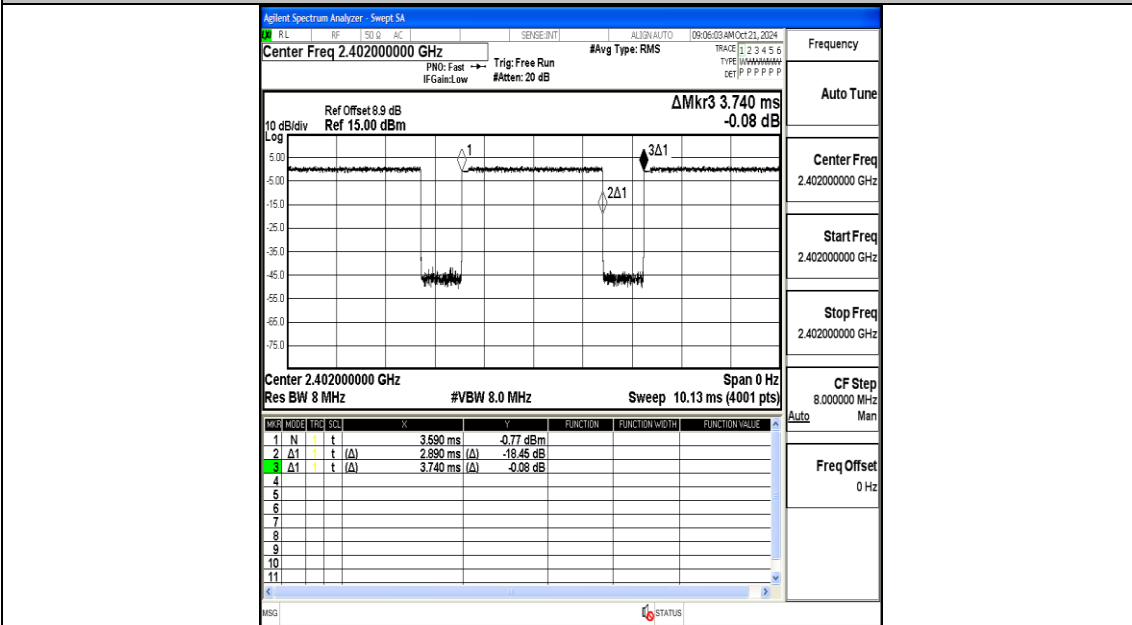 Agilent Spectrum Analyzer - Swept SA
RL RF 50 Ω AC SENSE:INT ALIGN AUTO 09:06:03 AM Oct 21, 2024
Center Freq 2.402000000 GHz
#Avg Type: RMS
TRACE 1 2 3 4 5 6
PNO: Fast Trig: Free Run
TYPE
IFGain:Low #Atten: 20 dB
DET P P P P P P
Frequency
Auto Tune
Center Freq
2.402000000 GHz
Start Freq
2.402000000 GHz
Stop Freq
2.402000000 GHz
CF Step
8.000000 MHz
Auto Man
Freq Offset
0 Hz
ΔMkr3 3.740 ms
-0.08 dB
Ref Offset 8.9 dB
10 dB/div Ref 15.00 dBm
Log
5.00
-5.00
-15.0
-25.0
-35.0
-45.0
-55.0
-65.0
-75.0
1
2Δ1
3Δ1
Center 2.402000000 GHz Span 0 Hz
Res BW 8 MHz #VBW 8.0 MHz Sweep 10.13 ms (4001 pts)
MKR MODE TRC SCL X Y FUNCTION FUNCTION WIDTH FUNCTION VALUE
1 N 1 t 3.590 ms -0.77 dBm
2 Δ1 1 t (Δ) 2.890 ms (Δ) -18.45 dB
3 Δ1 1 t (Δ) 3.740 ms (Δ) -0.08 dB
4
5
6
7
8
9
10
11
MSG STATUS